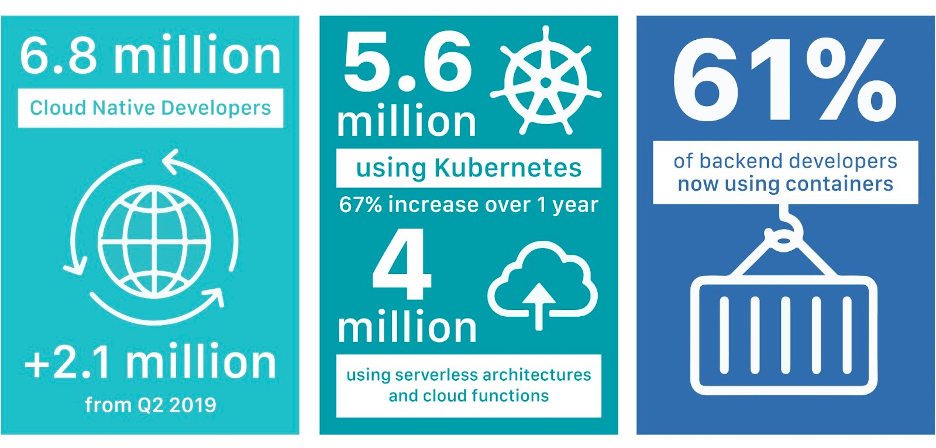 6.8 million
Cloud Native Developers
+2.1 million
from Q2 2019
5.6
million
using Kubernetes
67% increase over 1 year
4
million
using serverless architectures
and cloud functions
61%
of backend developers
now using containers